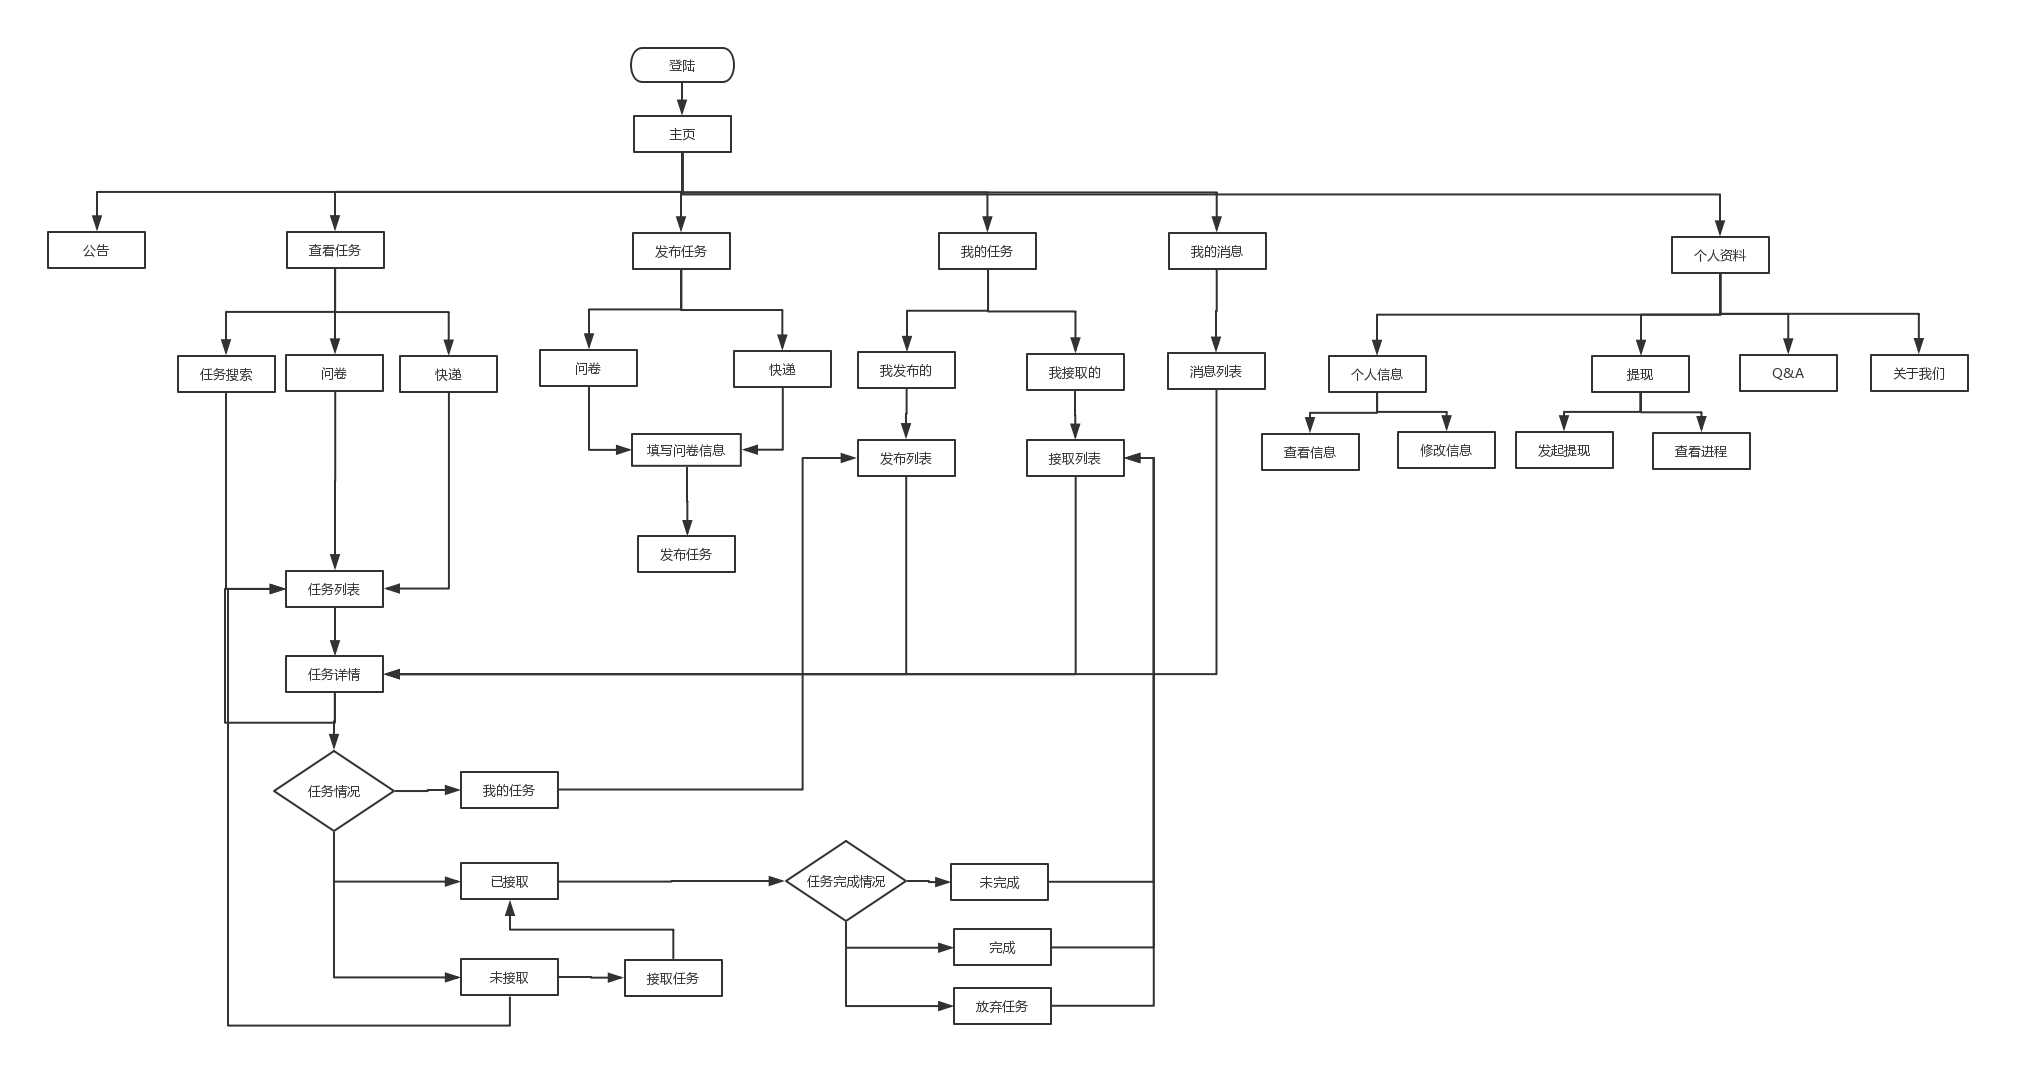 登陆
主页
公告
查看任务
发布任务
我的任务
我的消息
个人资料
任务搜索
问卷
快递
问卷
快递
我发布的
我接取的
消息列表
个人信息
提现
Q&A
关于我们
填写问卷信息
发布列表
接取列表
查看信息
修改信息
发起提现
查看进程
发布任务
任务列表
任务详情
任务情况
我的任务
已接取
任务完成情况
未完成
完成
未接取
接取任务
放弃任务